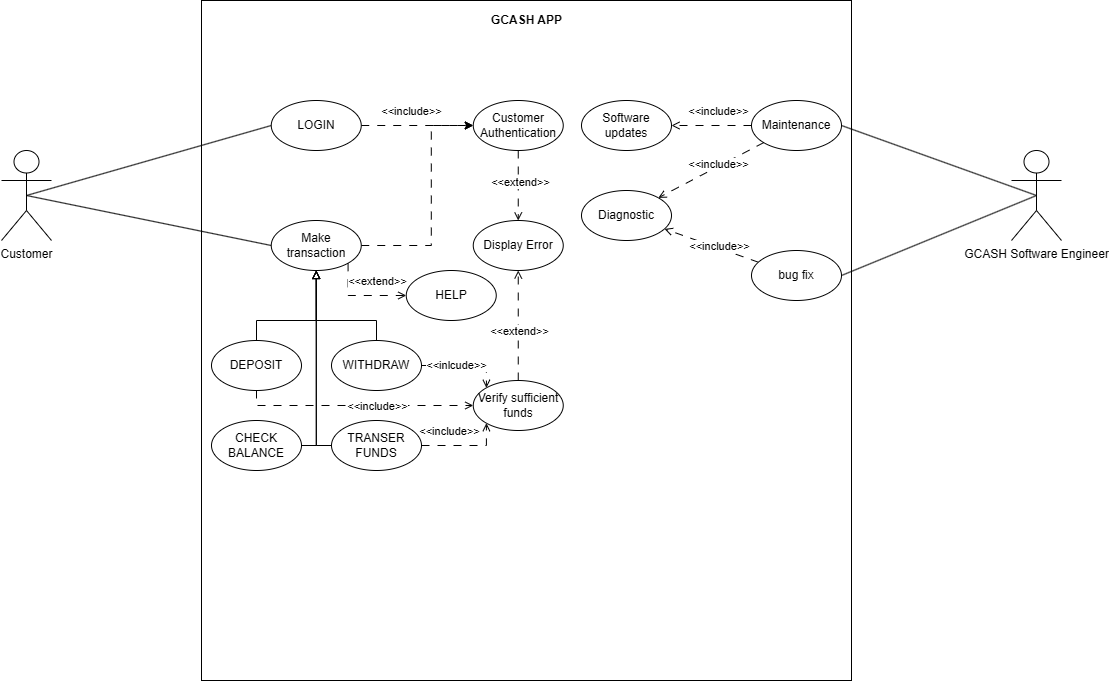 GCASH APP
LOGIN
<<include>>
Customer
Authentication
Software
updates
<<include>>
Maintenance
<<include>>
<<extend>>
Customer
Make
transaction
Display Error
Diagnostic
<<include>>
GCASH Software Engineer
bug fix
<<extend>>
HELP
<<extend>>
DEPOSIT
WITHDRAW
<<inlcude>>
<<include>>
Verify sufficient
funds
CHECK
BALANCE
TRANSER
FUNDS
<<include>>